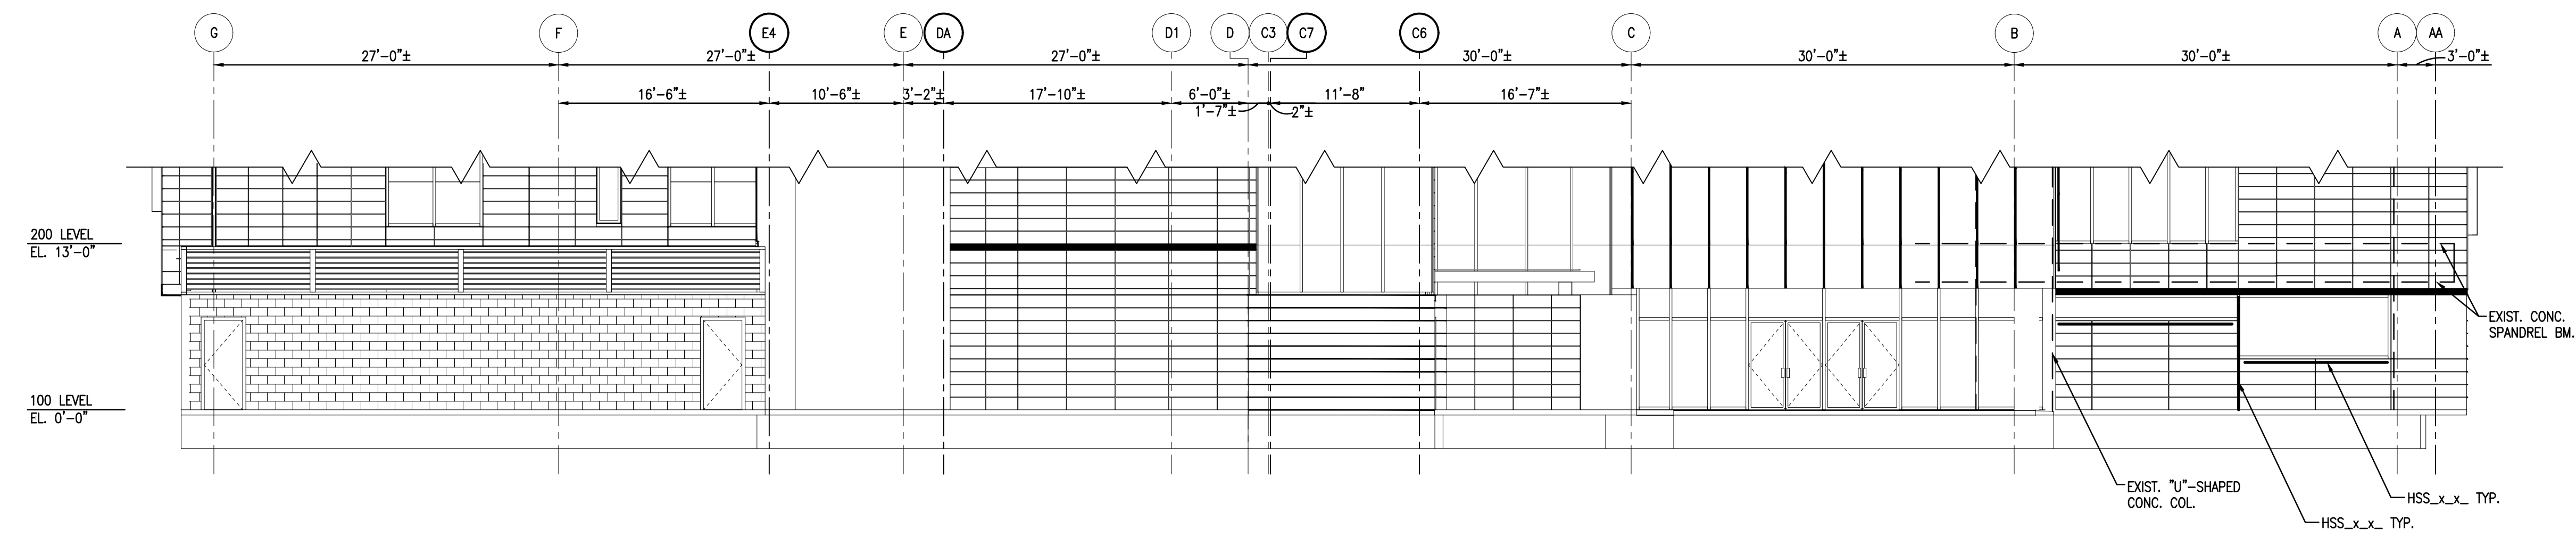 G F E4 E DA D1 D C3 C7 C6 C B A AA
27'-0"± 27'-0"± 27'-0"± 30'-0"± 30'-0"± 30'-0"± 3'-0"±
16'-6"± 10'-6"± 3'-2"± 17'-10"± 6'-0"± 11'-8" 16'-7"±
1'-7"± 2"±
200 LEVEL
EL. 13'-0"
EXIST. CONC.
SPANDREL BM.
100 LEVEL
EL. 0'-0"
EXIST. "U"-SHAPED
CONC. COL.
HSS_x_x_ TYP.
HSS_x_x_ TYP.